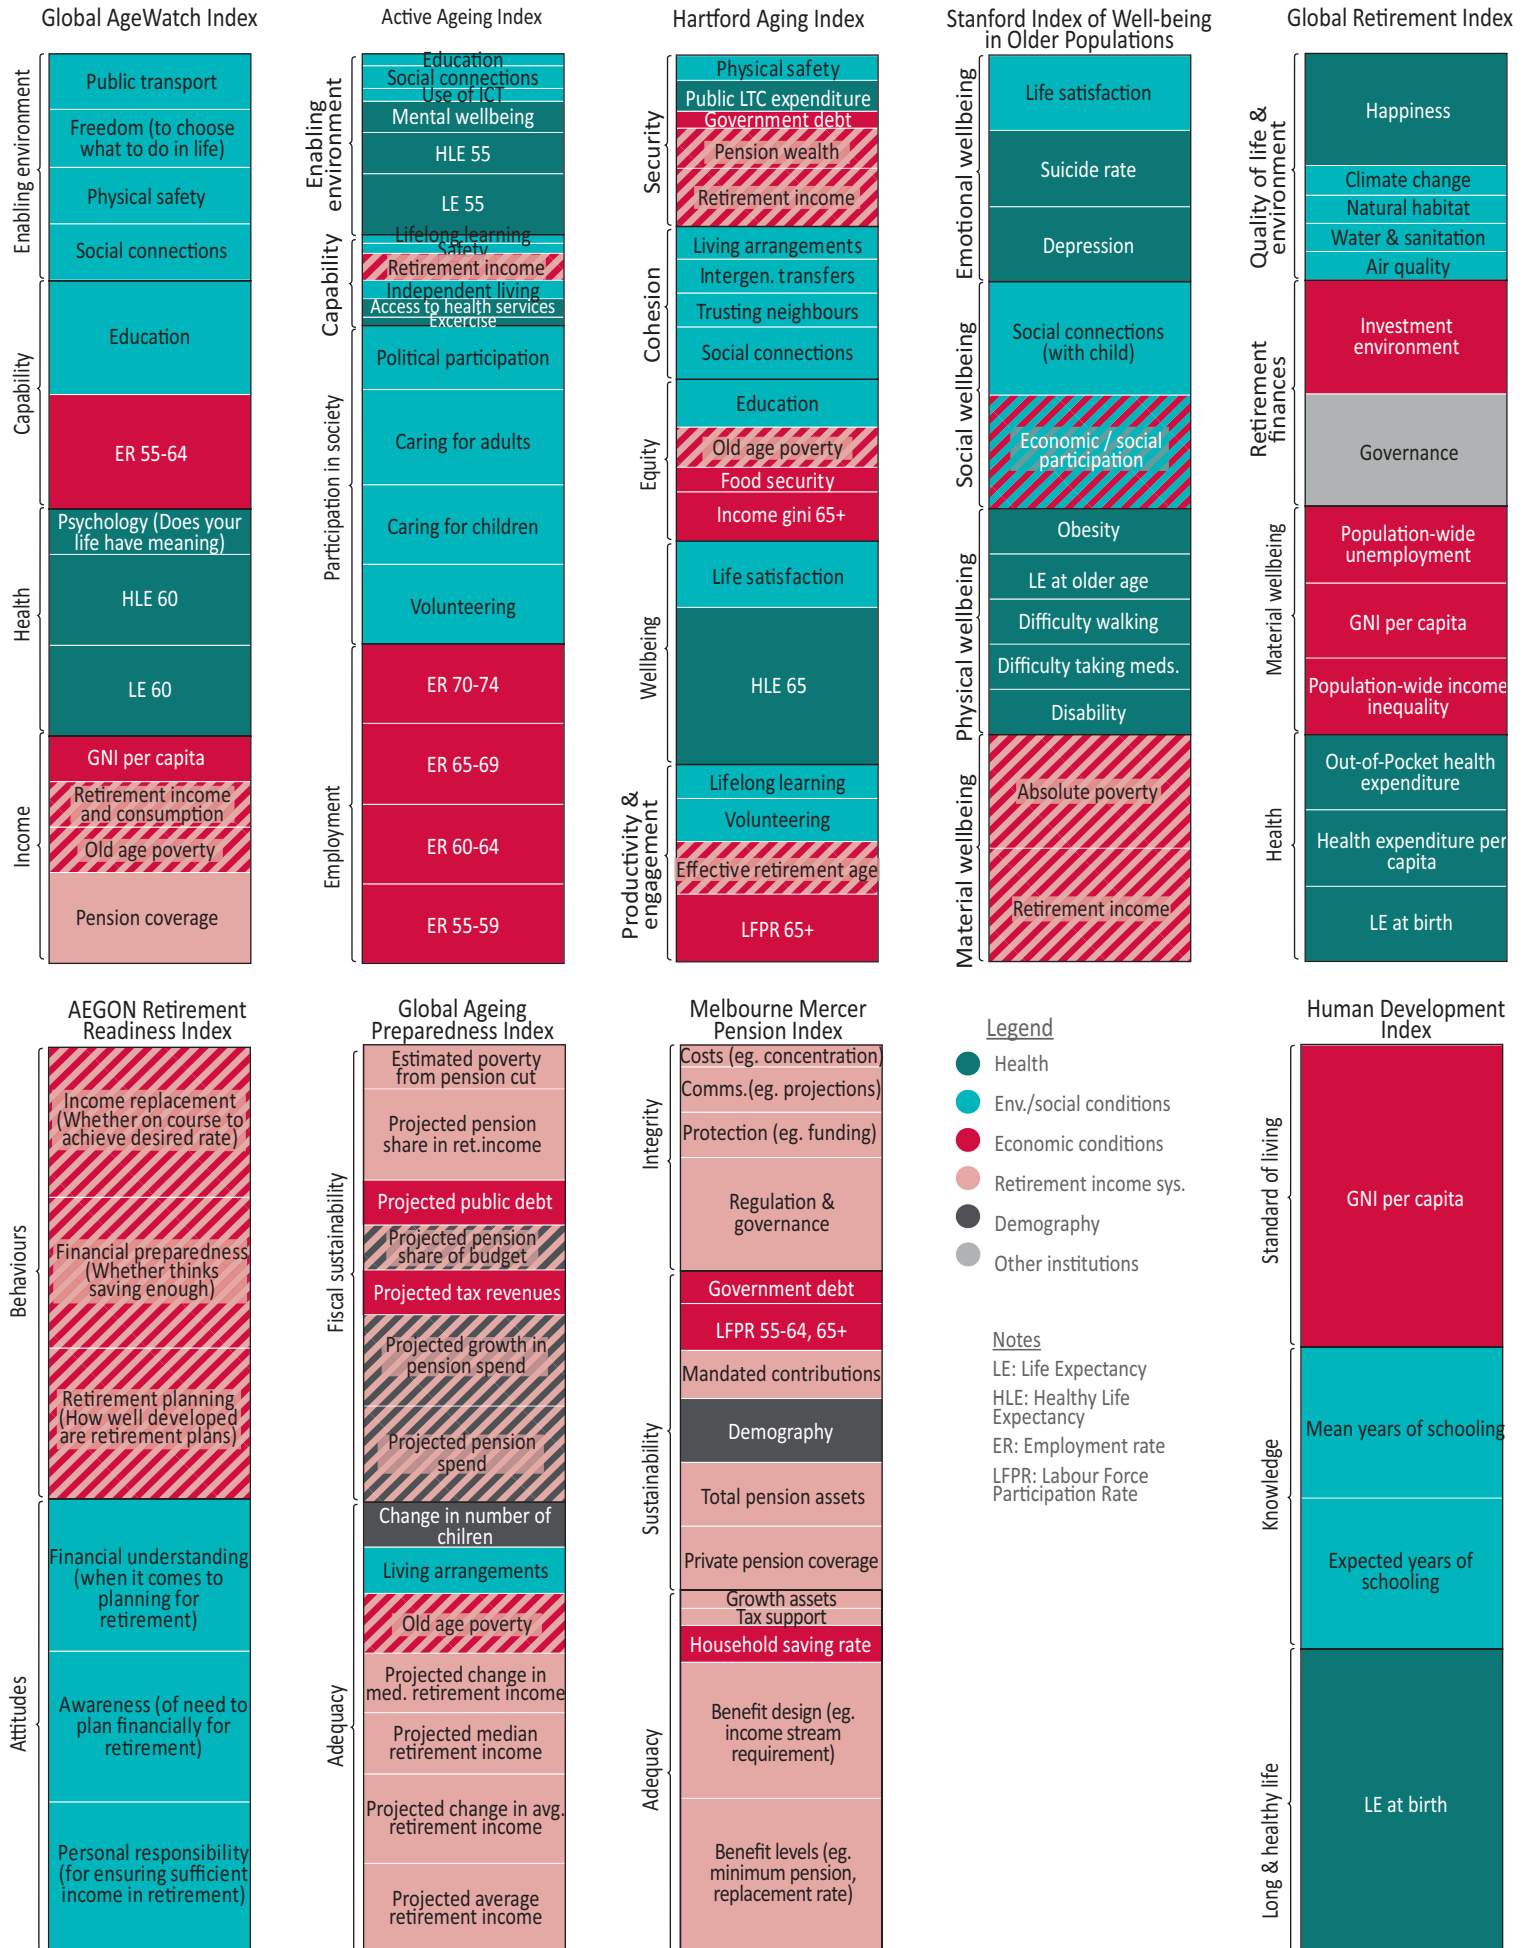 Global AgeWatch Index
Enabling environment
Public transport
Freedom (to choose
what to do in life)
Physical safety
Social connections
Capability
Education
ER 55-64
Health
Psychology (Does your
life have meaning)
HLE 60
LE 60
Income
GNI per capita
Retirement income
and consumption
Old age poverty
Pension coverage
Active Ageing Index
Enabling
environment
Education
Social connections
Use of ICT
Mental wellbeing
HLE 55
LE 55
Capability
Lifelong learning
Safety
Retirement income
Independent living
Access to health services
Excercise
Participation in society
Political participation
Caring for adults
Caring for children
Volunteering
Employment
ER 70-74
ER 65-69
ER 60-64
ER 55-59
Hartford Aging Index
Security
Physical safety
Public LTC expenditure
Government debt
Pension wealth
Retirement income
Cohesion
Living arrangements
Intergen. transfers
Trusting neighbours
Social connections
Equity
Education
Old age poverty
Food security
Income gini 65+
Wellbeing
Life satisfaction
HLE 65
Productivity &
engagement
Lifelong learning
Volunteering
Effective retirement age
LFPR 65+
Stanford Index of Well-being
in Older Populations
Emotional wellbeing
Life satisfaction
Suicide rate
Depression
Social wellbeing
Social connections
(with child)
Economic / social
participation
Physical wellbeing
Obesity
LE at older age
Difficulty walking
Difficulty taking meds.
Disability
Material wellbeing
Absolute poverty
Retirement income
Global Retirement Index
Quality of life &
environment
Happiness
Climate change
Natural habitat
Water & sanitation
Air quality
Retirement
finances
Investment
environment
Governance
Material wellbeing
Population-wide
unemployment
GNI per capita
Population-wide income
inequality
Health
Out-of-Pocket health
expenditure
Health expenditure per
capita
LE at birth
AEGON Retirement
Readiness Index
Behaviours
Income replacement
(Whether on course to
achieve desired rate)
Financial preparedness
(Whether thinks
saving enough)
Retirement planning
(How well developed
are retirement plans)
Attitudes
Financial understanding
(when it comes to
planning for
retirement)
Awareness (of need to
plan financially for
retirement)
Personal responsibility
(for ensuring sufficient
income in retirement)
Global Ageing
Preparedness Index
Fiscal sustainability
Estimated poverty
from pension cut
Projected pension
share in ret.income
Projected public debt
Projected pension
share of budget
Projected tax revenues
Projected growth in
pension spend
Projected pension
spend
Adequacy
Change in number of
chilren
Living arrangements
Old age poverty
Projected change in
med. retirement income
Projected median
retirement income
Projected change in avg.
retirement income
Projected average
retirement income
Melbourne Mercer
Pension Index
Integrity
Costs (eg. concentration)
Comms.(eg. projections)
Protection (eg. funding)
Regulation &
governance
Sustainability
Government debt
LFPR 55-64, 65+
Mandated contributions
Demography
Total pension assets
Private pension coverage
Adequacy
Growth assets
Tax support
Household saving rate
Benefit design (eg.
income stream
requirement)
Benefit levels (eg.
minimum pension,
replacement rate)
Legend
Health
Env./social conditions
Economic conditions
Retirement income sys.
Demography
Other institutions
Notes
LE: Life Expectancy
HLE: Healthy Life
Expectancy
ER: Employment rate
LFPR: Labour Force
Participation Rate
Human Development
Index
Standard of living
GNI per capita
Knowledge
Mean years of schooling
Expected years of
schooling
Long & healthy life
LE at birth